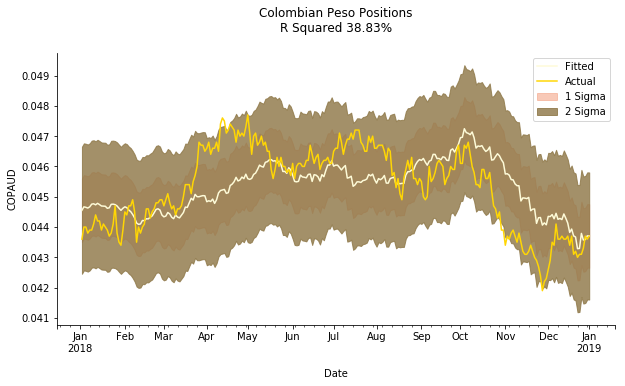 Colombian Peso Positions
R Squared 38.83%
Fitted
Actual
1 Sigma
2 Sigma
COPAUD
0.049
0.048
0.047
0.046
0.045
0.044
0.043
0.042
0.041
Jan Feb Mar Apr May Jun Jul Aug Sep Oct Nov Dec Jan
2018 2019
Date